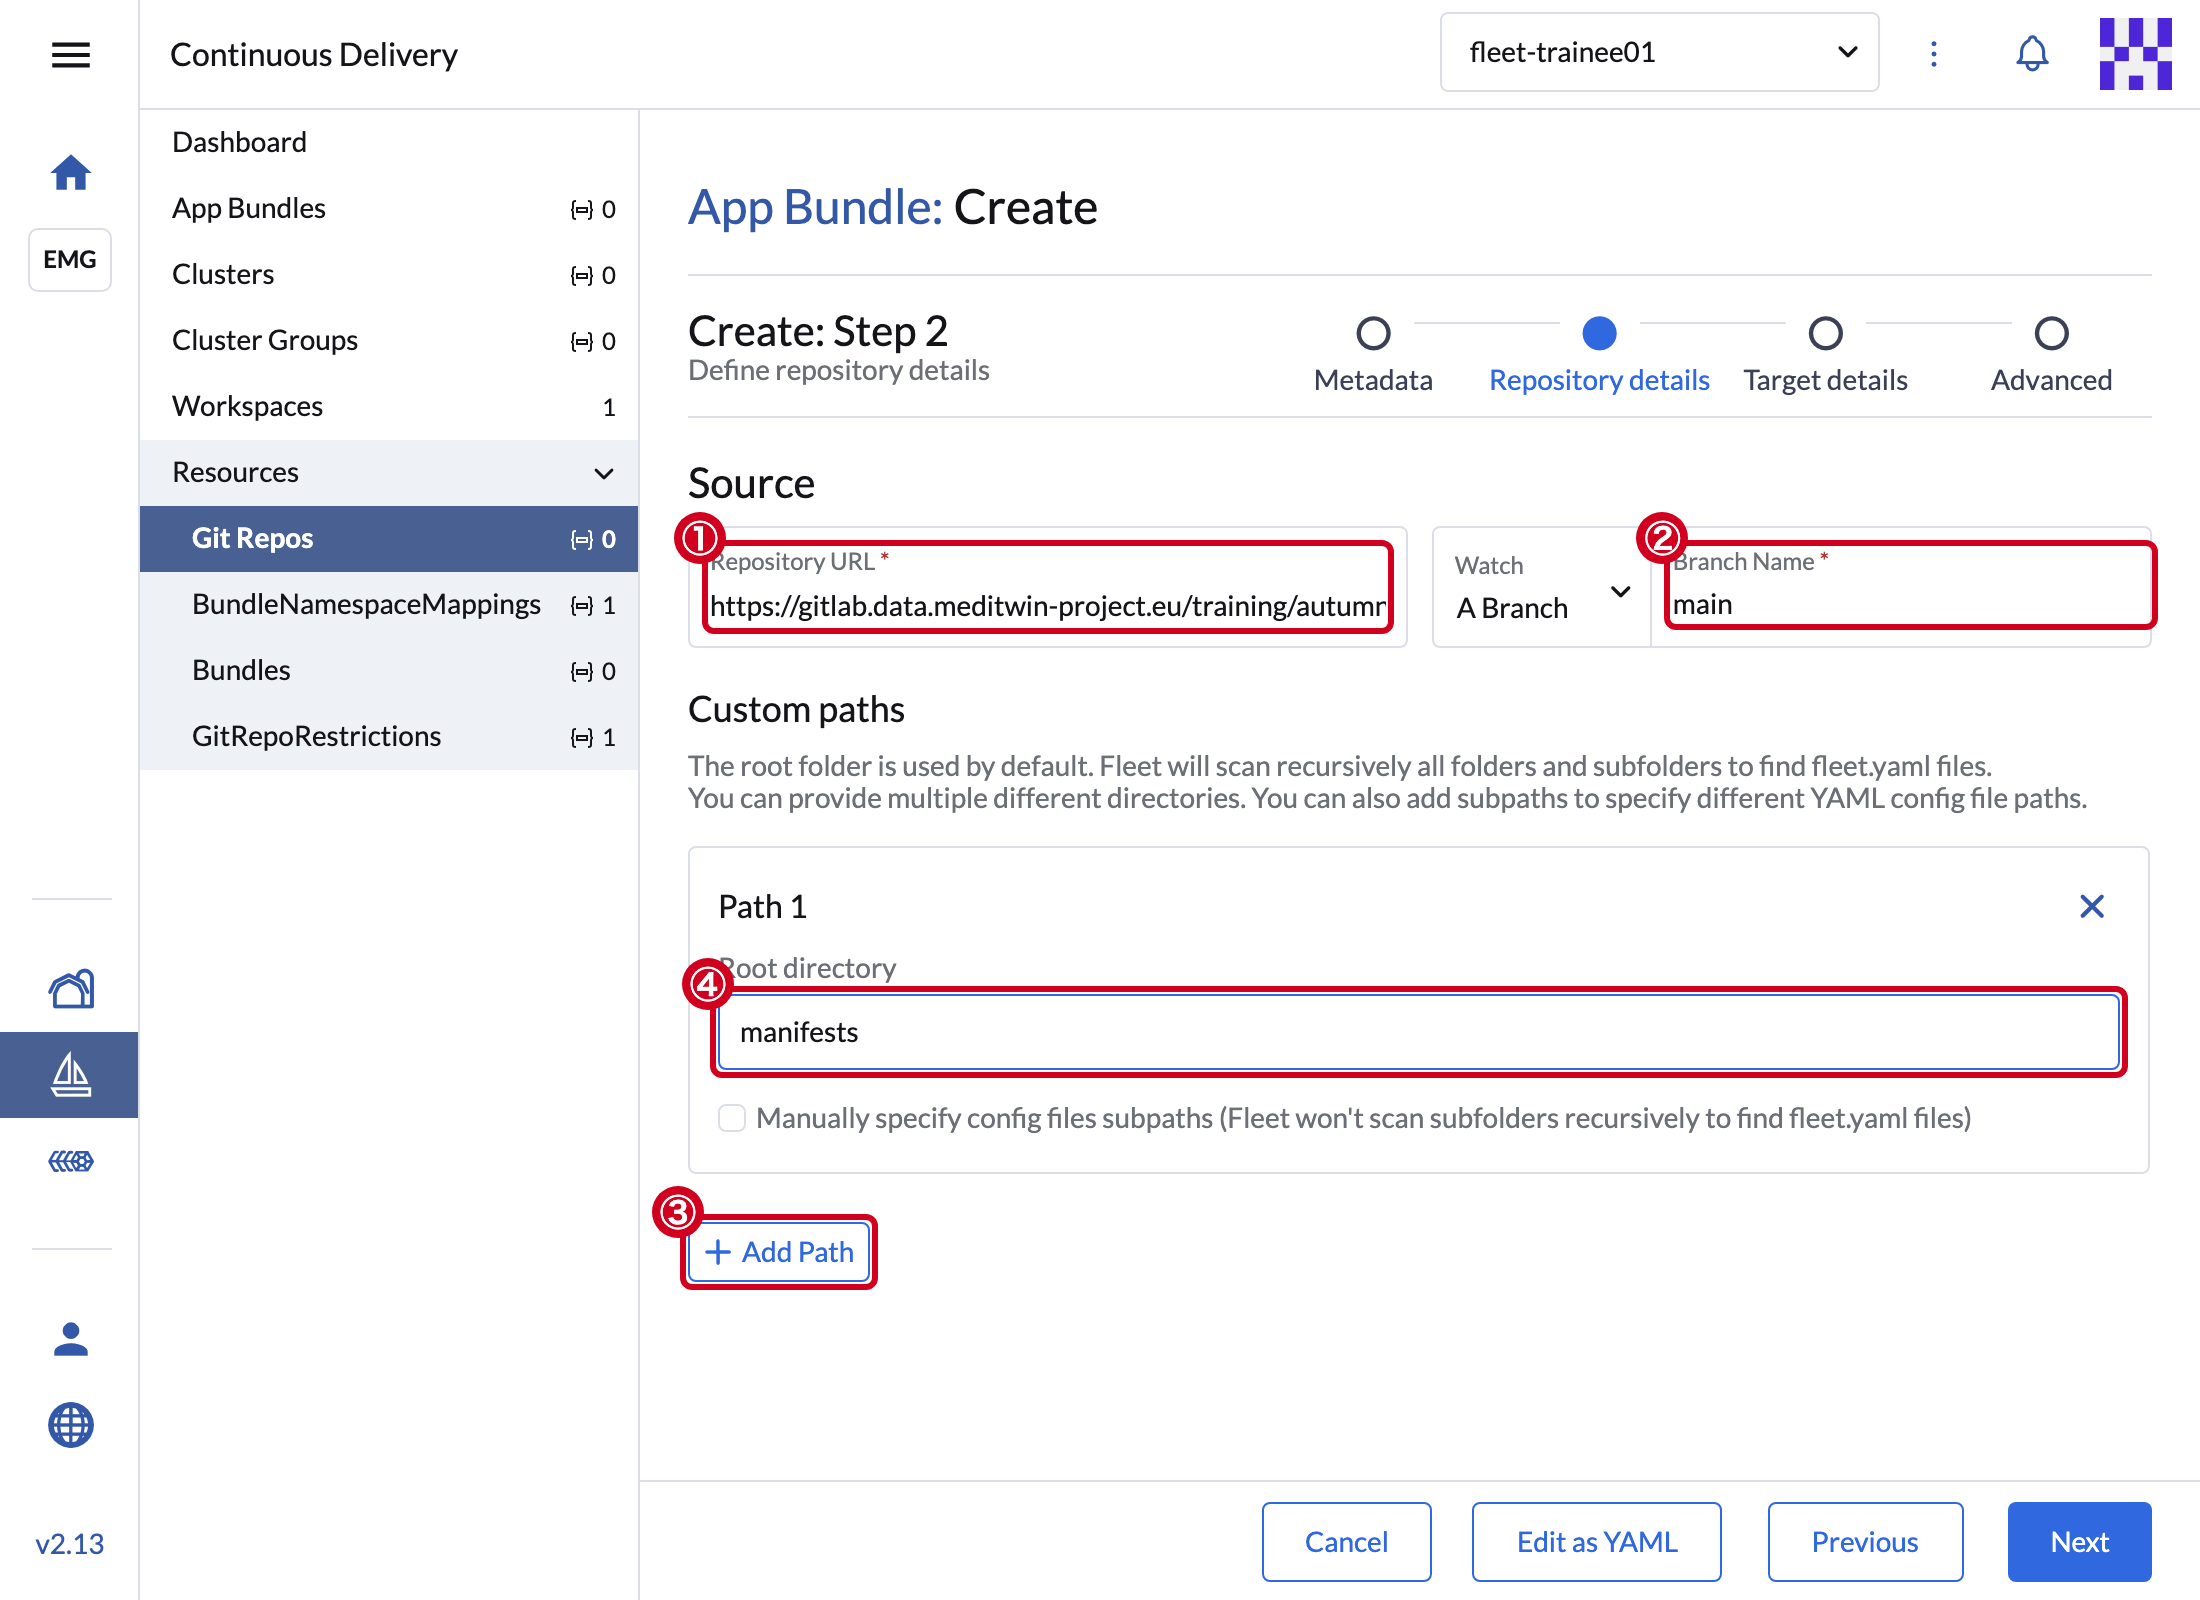 Continuous Delivery
fleet-trainee01
EMG
v2.13
Dashboard
App Bundles 0
Clusters 0
Cluster Groups 0
Workspaces 1
Resources
Git Repos 0
BundleNamespaceMappings 1
Bundles 0
GitRepoRestrictions 1
App Bundle: Create
Create: Step 2
Define repository details
Metadata
Repository details
Target details
Advanced
Source
①
Repository URL *
https://gitlab.data.meditwin-project.eu/training/autumn
Watch
A Branch
②
Branch Name *
main
Custom paths
The root folder is used by default. Fleet will scan recursively all folders and subfolders to find fleet.yaml files.
You can provide multiple different directories. You can also add subpaths to specify different YAML config file paths.
Path 1
Root directory
④
manifests
Manually specify config files subpaths (Fleet won't scan subfolders recursively to find fleet.yaml files)
③
+ Add Path
Cancel
Edit as YAML
Previous
Next